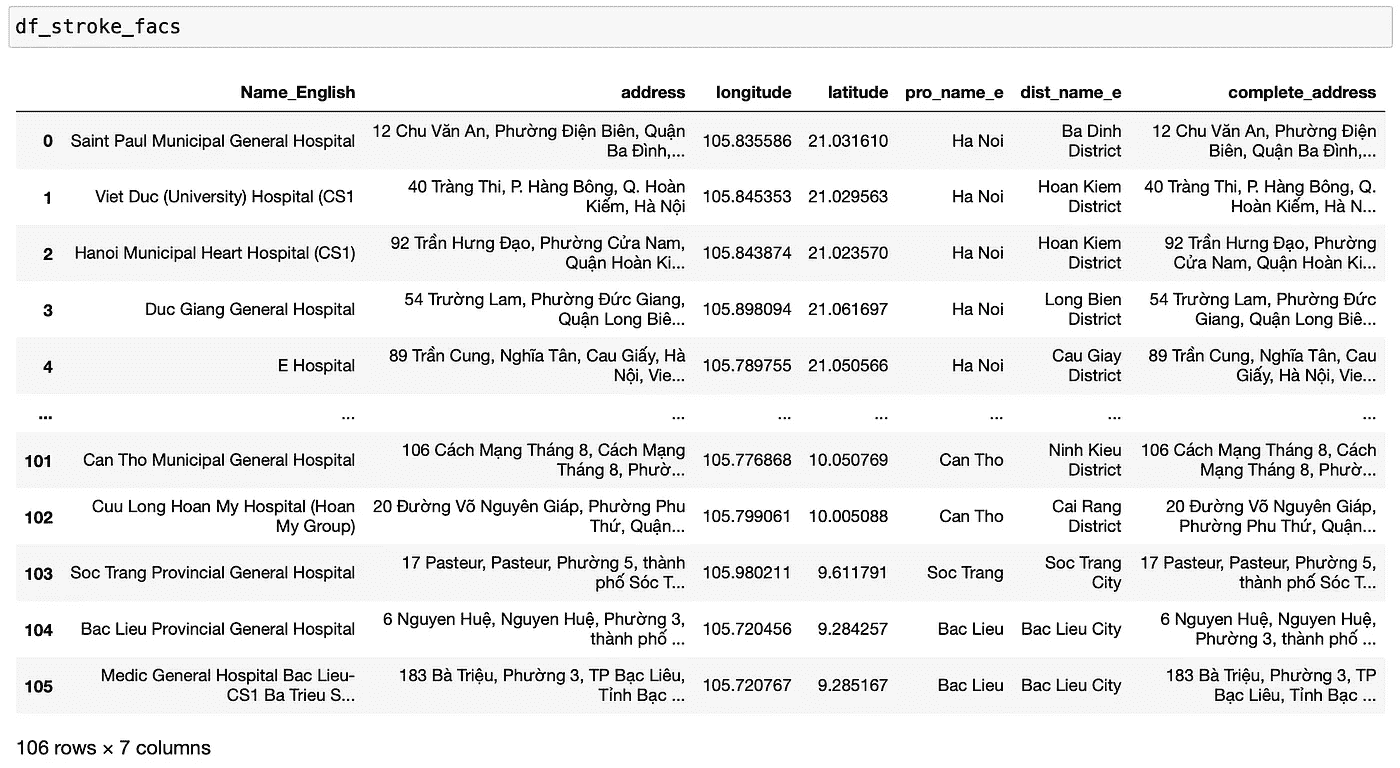 df_stroke_facs
Name_English address longitude latitude pro_name_e dist_name_e complete_address
0 Saint Paul Municipal General Hospital 12 Chu Văn An, Phường Điện Biên, Quận Ba Đình,... 105.835586 21.031610 Ha Noi Ba Dinh District 12 Chu Văn An, Phường Điện Biên, Quận Ba Đình,...
1 Viet Duc (University) Hospital (CS1 40 Tràng Thi, P. Hàng Bông, Q. Hoàn Kiếm, Hà Nội 105.845353 21.029563 Ha Noi Hoan Kiem District 40 Tràng Thi, P. Hàng Bông, Q. Hoàn Kiếm, Hà N...
2 Hanoi Municipal Heart Hospital (CS1) 92 Trần Hưng Đạo, Phường Cửa Nam, Quận Hoàn Ki... 105.843874 21.023570 Ha Noi Hoan Kiem District 92 Trần Hưng Đạo, Phường Cửa Nam, Quận Hoàn Ki...
3 Duc Giang General Hospital 54 Trường Lam, Phường Đức Giang, Quận Long Biê... 105.898094 21.061697 Ha Noi Long Bien District 54 Trường Lam, Phường Đức Giang, Quận Long Biê...
4 E Hospital 89 Trần Cung, Nghĩa Tân, Cau Giấy, Hà Nội, Vie... 105.789755 21.050566 Ha Noi Cau Giay District 89 Trần Cung, Nghĩa Tân, Cau Giấy, Hà Nội, Vie...
... ... ... ... ... ... ... ...
101 Can Tho Municipal General Hospital 106 Cách Mạng Tháng 8, Cách Mạng Tháng 8, Phườ... 105.776868 10.050769 Can Tho Ninh Kieu District 106 Cách Mạng Tháng 8, Cách Mạng Tháng 8, Phườ...
102 Cuu Long Hoan My Hospital (Hoan My Group) 20 Đường Võ Nguyên Giáp, Phường Phu Thứ, Quận... 105.799061 10.005088 Can Tho Cai Rang District 20 Đường Võ Nguyên Giáp, Phường Phu Thứ, Quận...
103 Soc Trang Provincial General Hospital 17 Pasteur, Pasteur, Phường 5, thành phố Sóc T... 105.980211 9.611791 Soc Trang Soc Trang City 17 Pasteur, Pasteur, Phường 5, thành phố Sóc T...
104 Bac Lieu Provincial General Hospital 6 Nguyen Huệ, Nguyen Huệ, Phường 3, thành phố ... 105.720456 9.284257 Bac Lieu Bac Lieu City 6 Nguyen Huệ, Nguyen Huệ, Phường 3, thành phố ...
105 Medic General Hospital Bac Lieu-CS1 Ba Trieu S... 183 Bà Triệu, Phường 3, TP Bạc Liêu, Tỉnh Bạc ... 105.720767 9.285167 Bac Lieu Bac Lieu City 183 Bà Triệu, Phường 3, TP Bạc Liêu, Tỉnh Bạc ...
106 rows × 7 columns